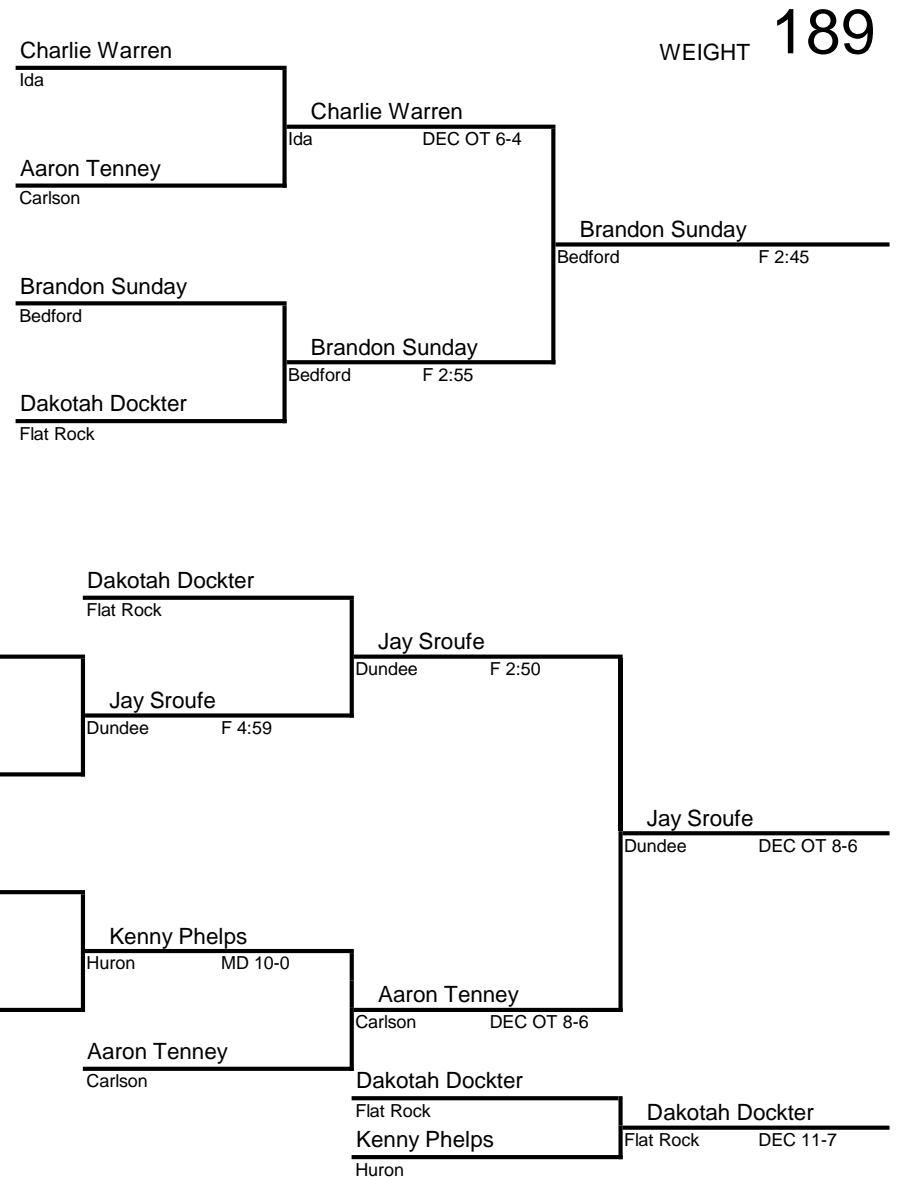 WEIGHT 189
Charlie Warren
Ida
Charlie Warren
Ida DEC OT 6-4
Aaron Tenney
Carlson
Brandon Sunday
Bedford F 2:45
Brandon Sunday
Bedford
Brandon Sunday
Bedford F 2:55
Dakotah Dockter
Flat Rock
Dakotah Dockter
Flat Rock
Jay Sroufe
Dundee F 2:50
Jay Sroufe
Dundee F 4:59
Jay Sroufe
Dundee DEC OT 8-6
Kenny Phelps
Huron MD 10-0
Aaron Tenney
Carlson DEC OT 8-6
Aaron Tenney
Carlson
Dakotah Dockter
Flat Rock
Dakotah Dockter
Flat Rock DEC 11-7
Kenny Phelps
Huron